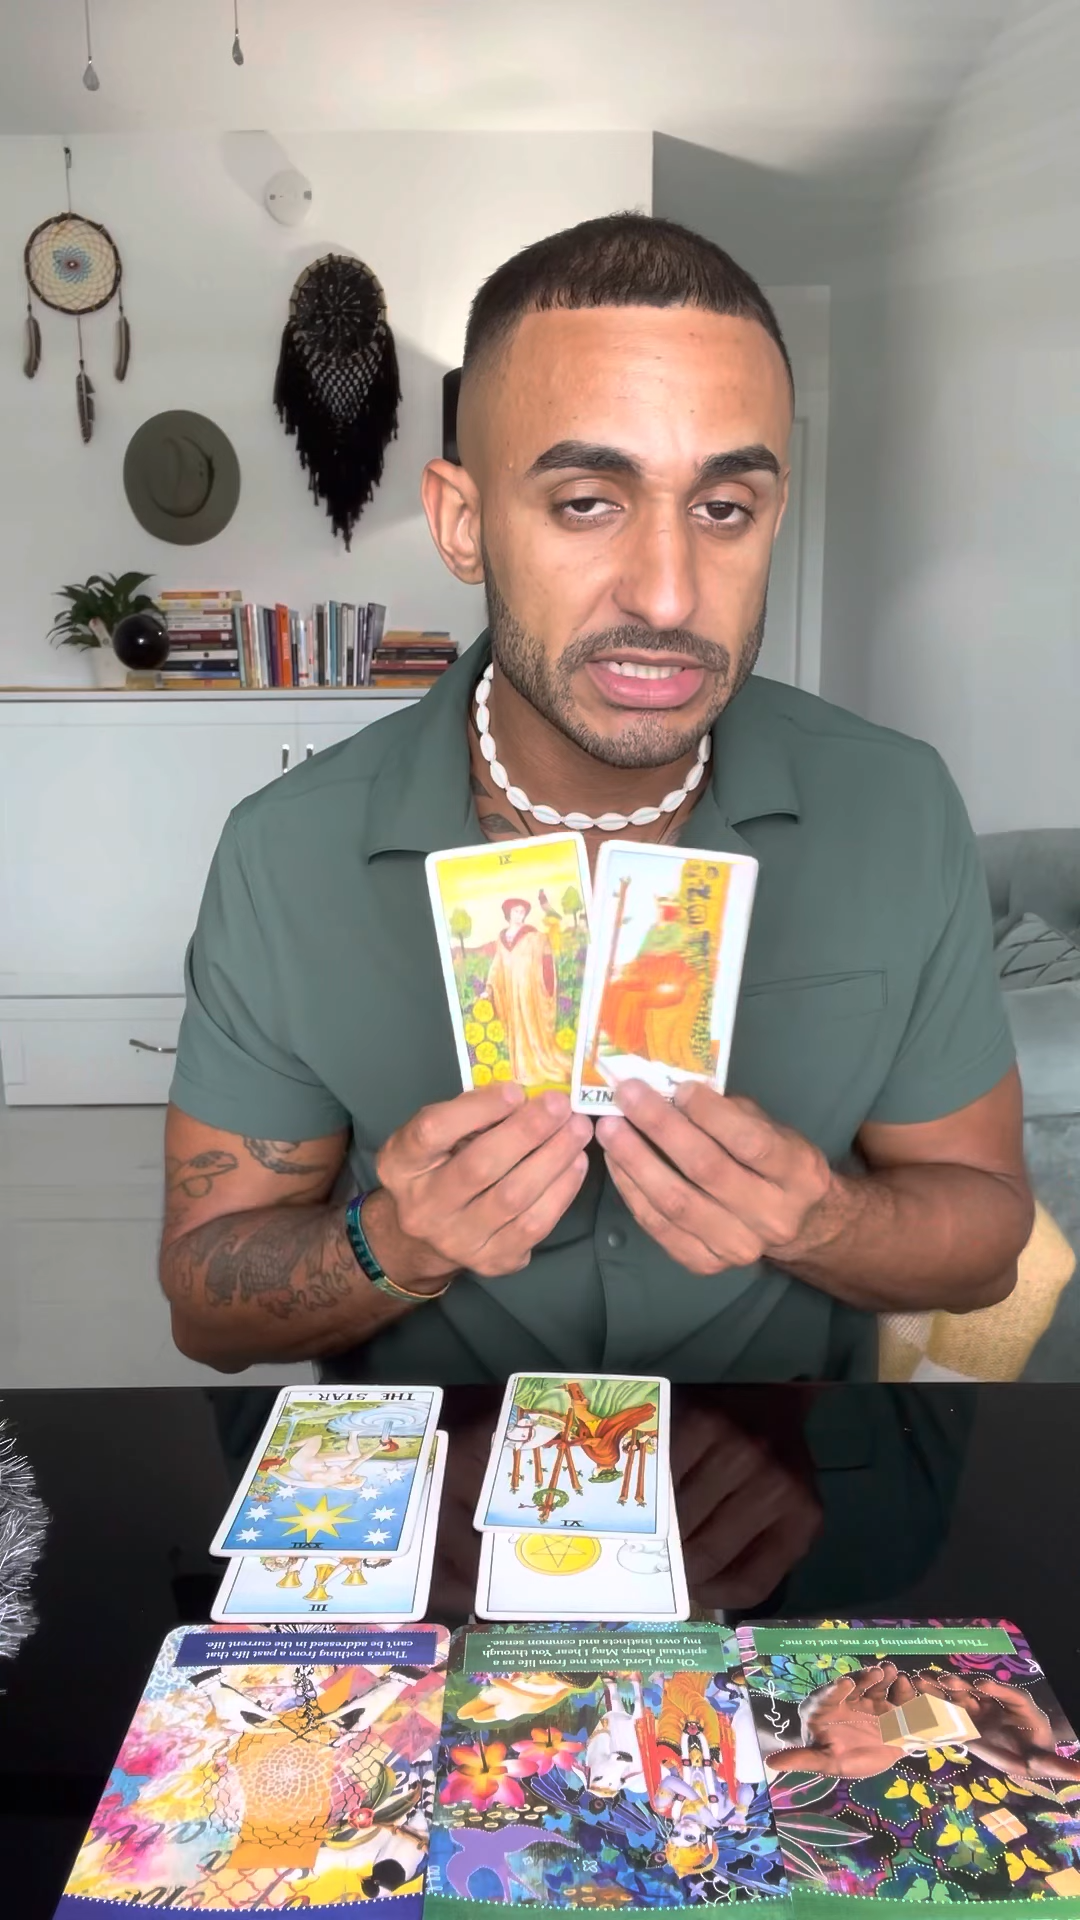 IX
KIN
THE STAR.
XVII
III
VI
There's nothing from a past life that
can't be addressed in the current life.
"Oh my Lord, wake me from life as
spiritual sleep. May I hear You through
my own instincts and common sense."
"This is happening for me, not to me."